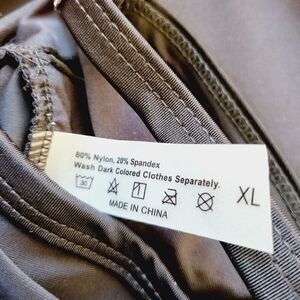 80% Nylon, 20% Spandex
Wash Dark Colored Clothes Separately.
30
XL
MADE IN CHINA